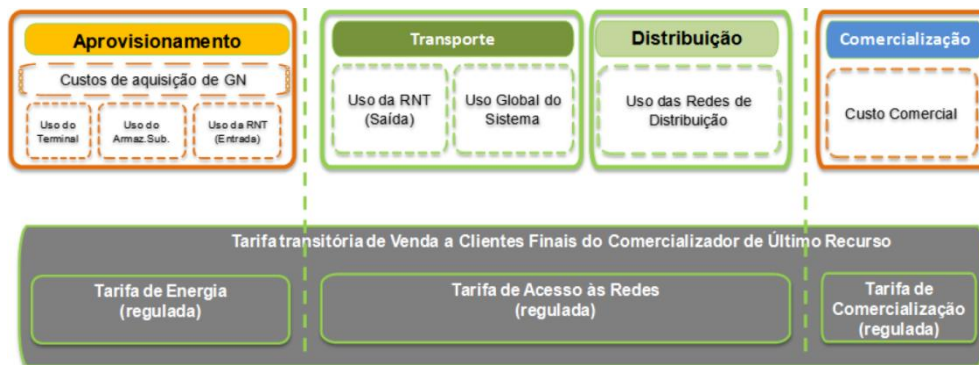 Aprovisionamento
Custos de aquisição de GN
Uso do
Terminal
Uso do
Armaz.Sub.
Uso da RNT
(Entrada)
Transporte
Uso da RNT
(Saída)
Uso Global do
Sistema
Distribuição
Uso das Redes de
Distribuição
Comercialização
Custo Comercial
Tarifa transitória de Venda a Clientes Finais do Comercializador de Último Recurso
Tarifa de Energia
(regulada)
Tarifa de Acesso às Redes
(regulada)
Tarifa de
Comercialização
(regulada)